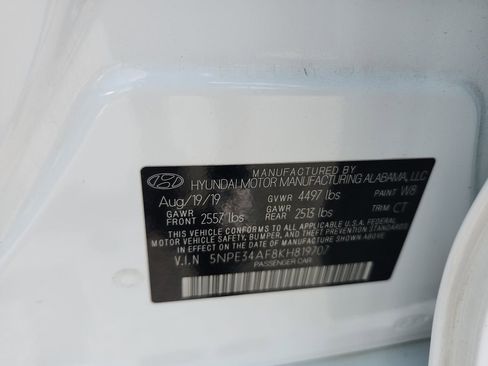 MANUFACTURED BY
HYUNDAI MOTOR MANUFACTURING ALABAMA, LLC
Aug/19/19 GVWR 4497 lbs PAINT W8
GAWR FRONT 2557 lbs GAWR REAR 2513 lbs TRIM CT
THIS VEHICLE CONFORMS TO ALL APPLICABLE U.S.A. FEDERAL
MOTOR VEHICLE SAFETY, BUMPER, AND THEFT PREVENTION STANDARDS
IN EFFECT ON THE DATE OF MANUFACTURE SHOWN ABOVE.
V.I.N 5NPE34AF8KH819707
PASSENGER CAR